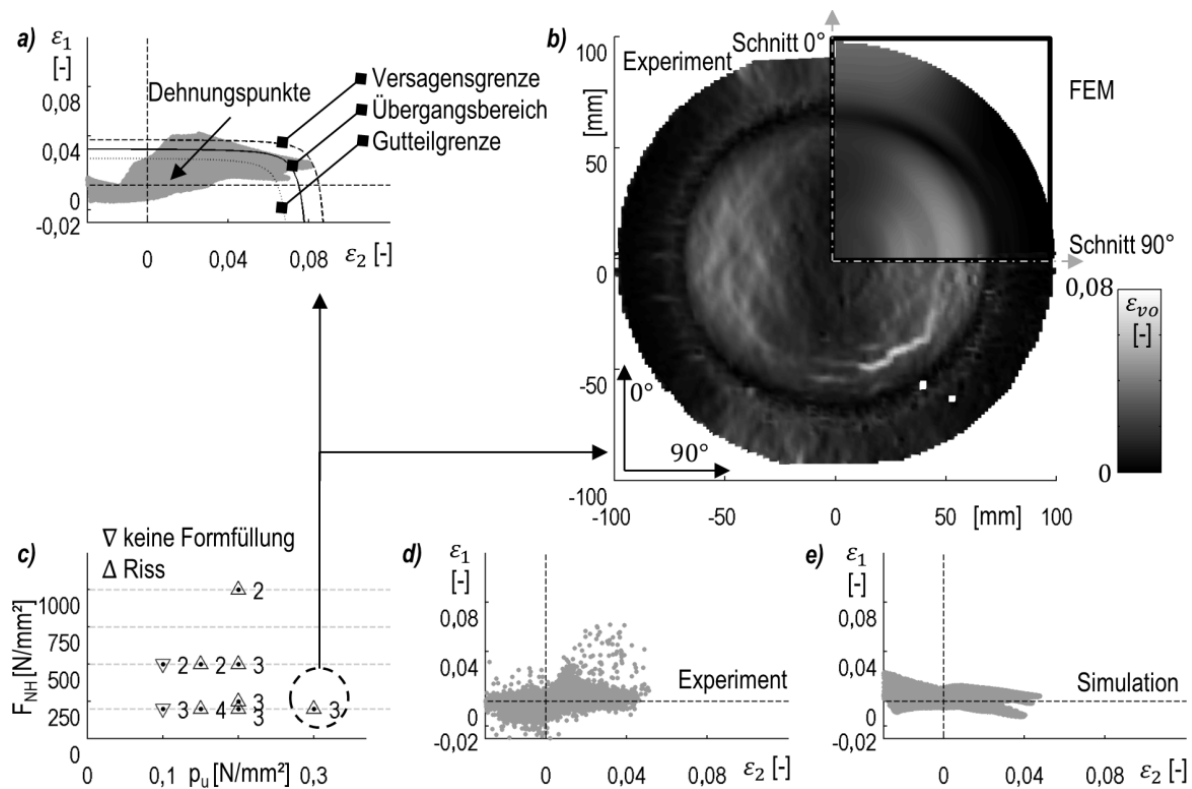 a)
ε₁
[-]
0,08
0,04
0
-0,02
Dehnungspunkte
Versagensgrenze
Übergangsbereich
Gutteilgrenze
0
0,04
0,08
ε₂ [-]
b)
100
[mm]
50
0
-50
-100
Experiment
Schnitt 0°
FEM
Schnitt 90°
0°
90°
-100
-50
0
50
[mm]
100
0,08
εᵥₒ
[-]
0
c)
∇ keine Formfüllung
Δ Riss
F_NH [N/mm²]
1000
750
500
250
0
2
2
2
3
3
3
4
3
3
0
0,1
p_u [N/mm²]
0,3
d)
ε₁
[-]
0,08
0,04
0
-0,02
Experiment
0
0,04
0,08
ε₂ [-]
e)
ε₁
[-]
0,08
0,04
0
-0,02
Simulation
0
0,04
0,08
ε₂ [-]